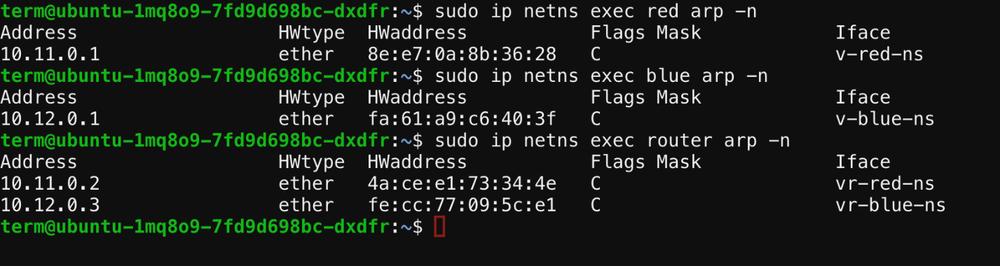 term@ubuntu-1mq8o9-7fd9d698bc-dxdfr:~$ sudo ip netns exec red arp -n
Address                  HWtype  HWaddress           Flags Mask            Iface
10.11.0.1                ether   8e:e7:0a:8b:36:28   C                     v-red-ns
term@ubuntu-1mq8o9-7fd9d698bc-dxdfr:~$ sudo ip netns exec blue arp -n
Address                  HWtype  HWaddress           Flags Mask            Iface
10.12.0.1                ether   fa:61:a9:c6:40:3f   C                     v-blue-ns
term@ubuntu-1mq8o9-7fd9d698bc-dxdfr:~$ sudo ip netns exec router arp -n
Address                  HWtype  HWaddress           Flags Mask            Iface
10.11.0.2                ether   4a:ce:e1:73:34:4e   C                     vr-red-ns
10.12.0.3                ether   fe:cc:77:09:5c:e1   C                     vr-blue-ns
term@ubuntu-1mq8o9-7fd9d698bc-dxdfr:~$